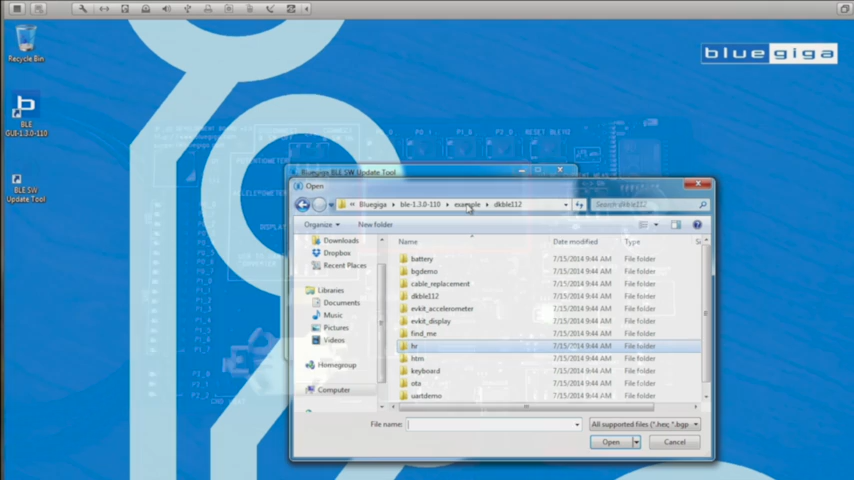 Recycle Bin
bluegiga
BLE
GUI-1.3.0-110
BLE SW
Update Tool
Bluegiga BLE SW Update Tool
Open
Bluegiga
ble-1.3.0-110
example
dkble112
Search dkble112
Organize
New folder
Name
Date modified
Type
Downloads
Dropbox
Recent Places
Libraries
Documents
Music
Pictures
Videos
Homegroup
Computer
battery 7/15/2014 9:44 AM File folder
bgdemo 7/15/2014 9:44 AM File folder
cable_replacement 7/15/2014 9:44 AM File folder
dkble112 7/15/2014 9:44 AM File folder
evkit_accelerometer 7/15/2014 9:44 AM File folder
evkit_display 7/15/2014 9:44 AM File folder
find_me 7/15/2014 9:44 AM File folder
hr 7/15/2014 9:44 AM File folder
htm 7/15/2014 9:44 AM File folder
keyboard 7/15/2014 9:44 AM File folder
ota 7/15/2014 9:44 AM File folder
uartdemo 7/15/2014 9:44 AM File folder
File name:
All supported files (*.hex, *.bgp
Open
Cancel